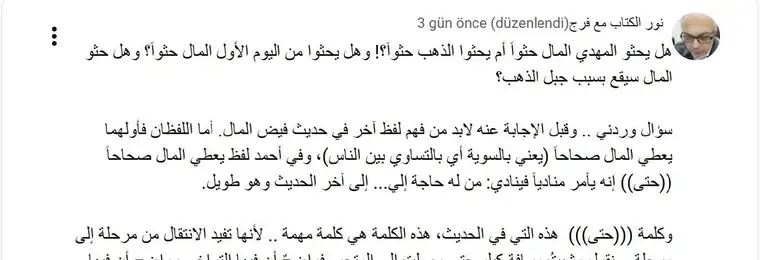 نور الكتاب مع فرج(düzenlendi) 3 gün önce
هل يحثو المهدي المال حثواً أم يحثوا الذهب حثواً؟! وهل يحثوا من اليوم الأول المال حثواً؟ وهل حثو
المال سيقع بسبب جبل الذهب؟
سؤال وردني .. وقبل الإجابة عنه لابد من فهم لفظ آخر في حديث فيض المال. أما اللفظان فأولهما
يعطي المال صحاحاً (يعني بالسوية أي بالتساوي بين الناس)، وفي أحمد لفظ يعطي المال صحاحاً
((حتى)) إنه يأمر منادياً فينادي: من له حاجة إلي... إلى آخر الحديث وهو طويل.
وكلمة (((حتى))) هذه التي في الحديث، هذه الكلمة هي كلمة مهمة .. لأنها تفيد الانتقال من مرحلة إلى